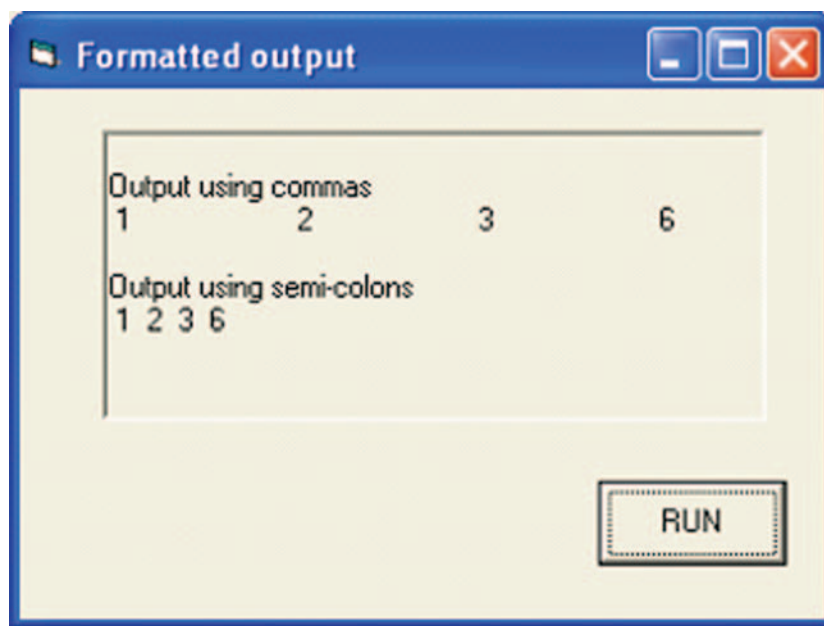 Formatted output
Output using commas
1 2 3 6
Output using semi-colons
1 2 3 6
RUN